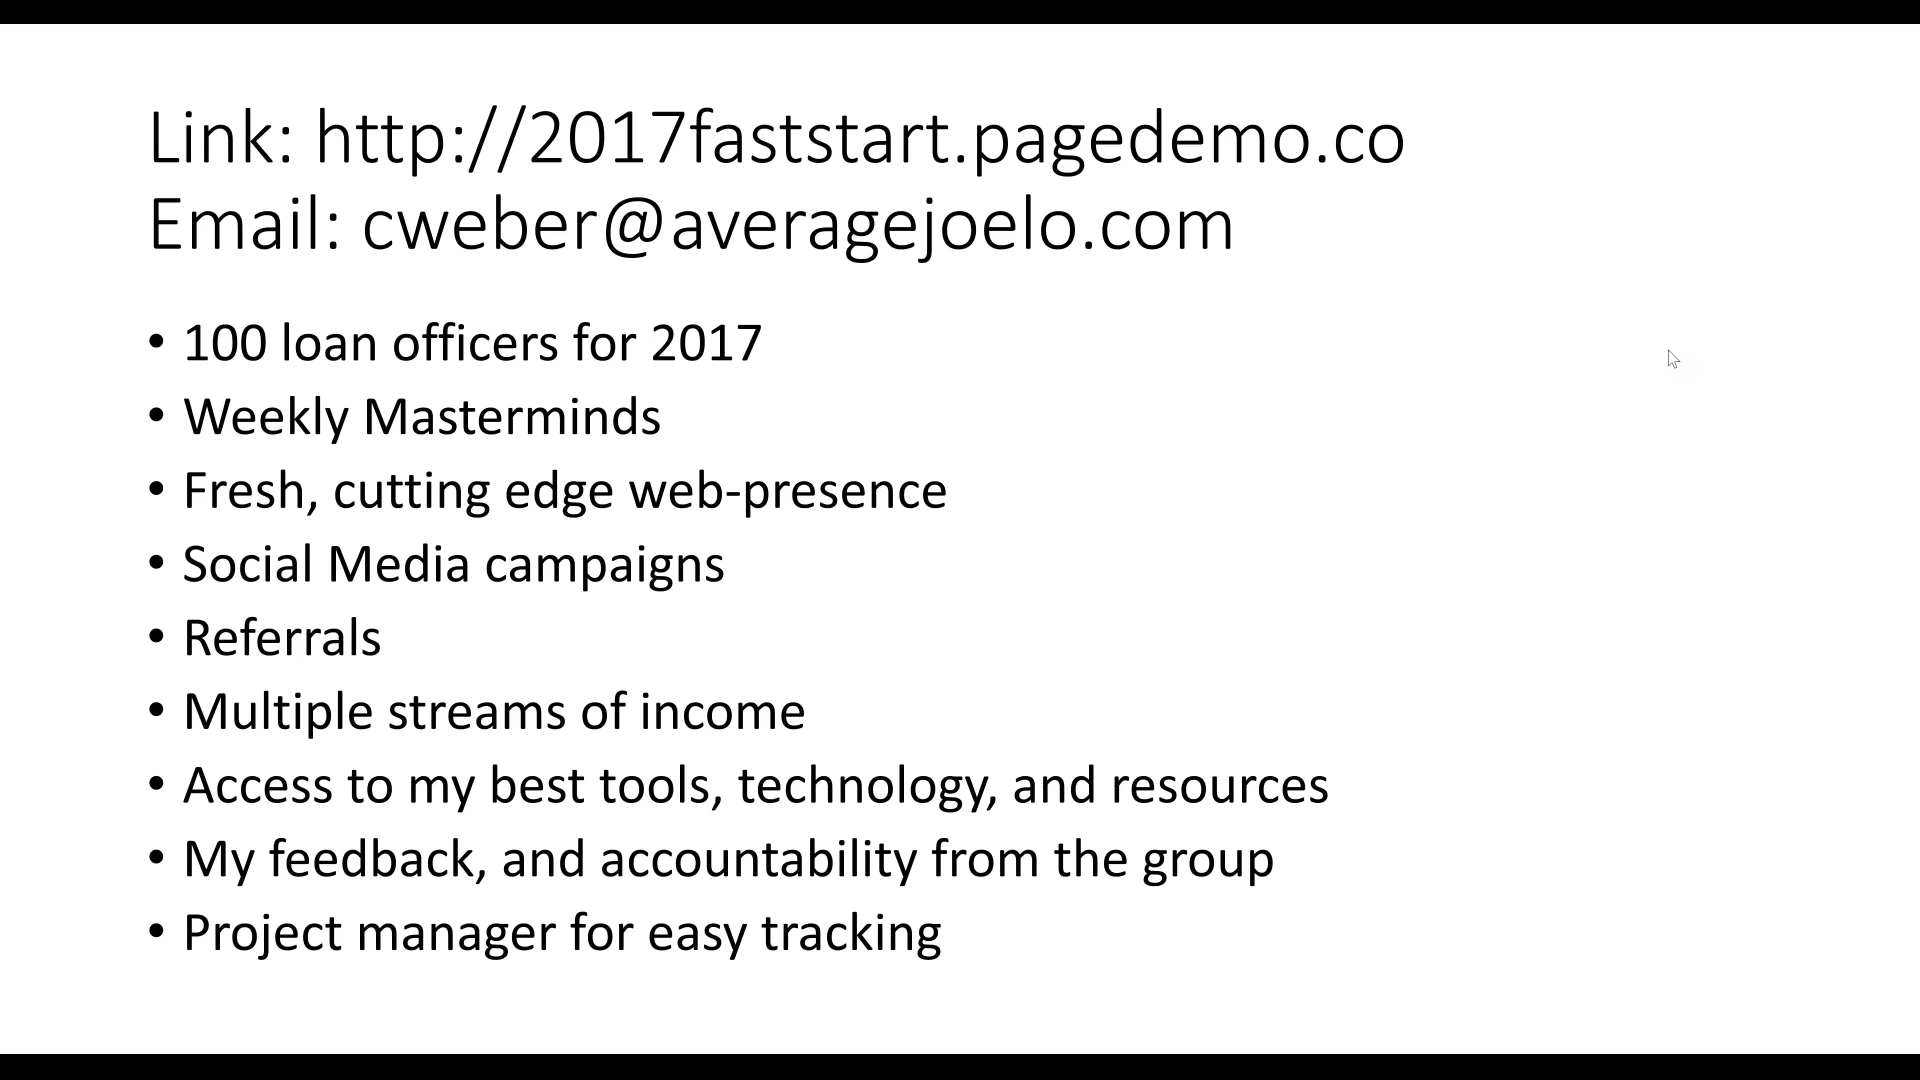 Link: http://2017faststart.pagedemo.co
Email: cweber@averagejoelo.com
• 100 loan officers for 2017
• Weekly Masterminds
• Fresh, cutting edge web-presence
• Social Media campaigns
• Referrals
• Multiple streams of income
• Access to my best tools, technology, and resources
• My feedback, and accountability from the group
• Project manager for easy tracking